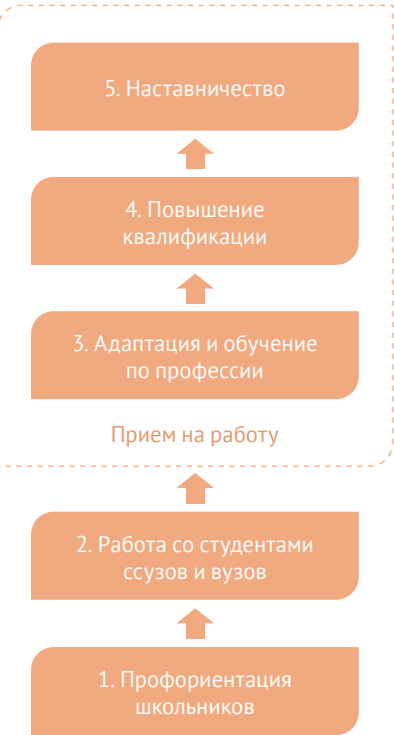 5. Наставничество
4. Повышение
квалификации
3. Адаптация и обучение
по профессии
Прием на работу
2. Работа со студентами
ссузов и вузов
1. Профориентация
школьников